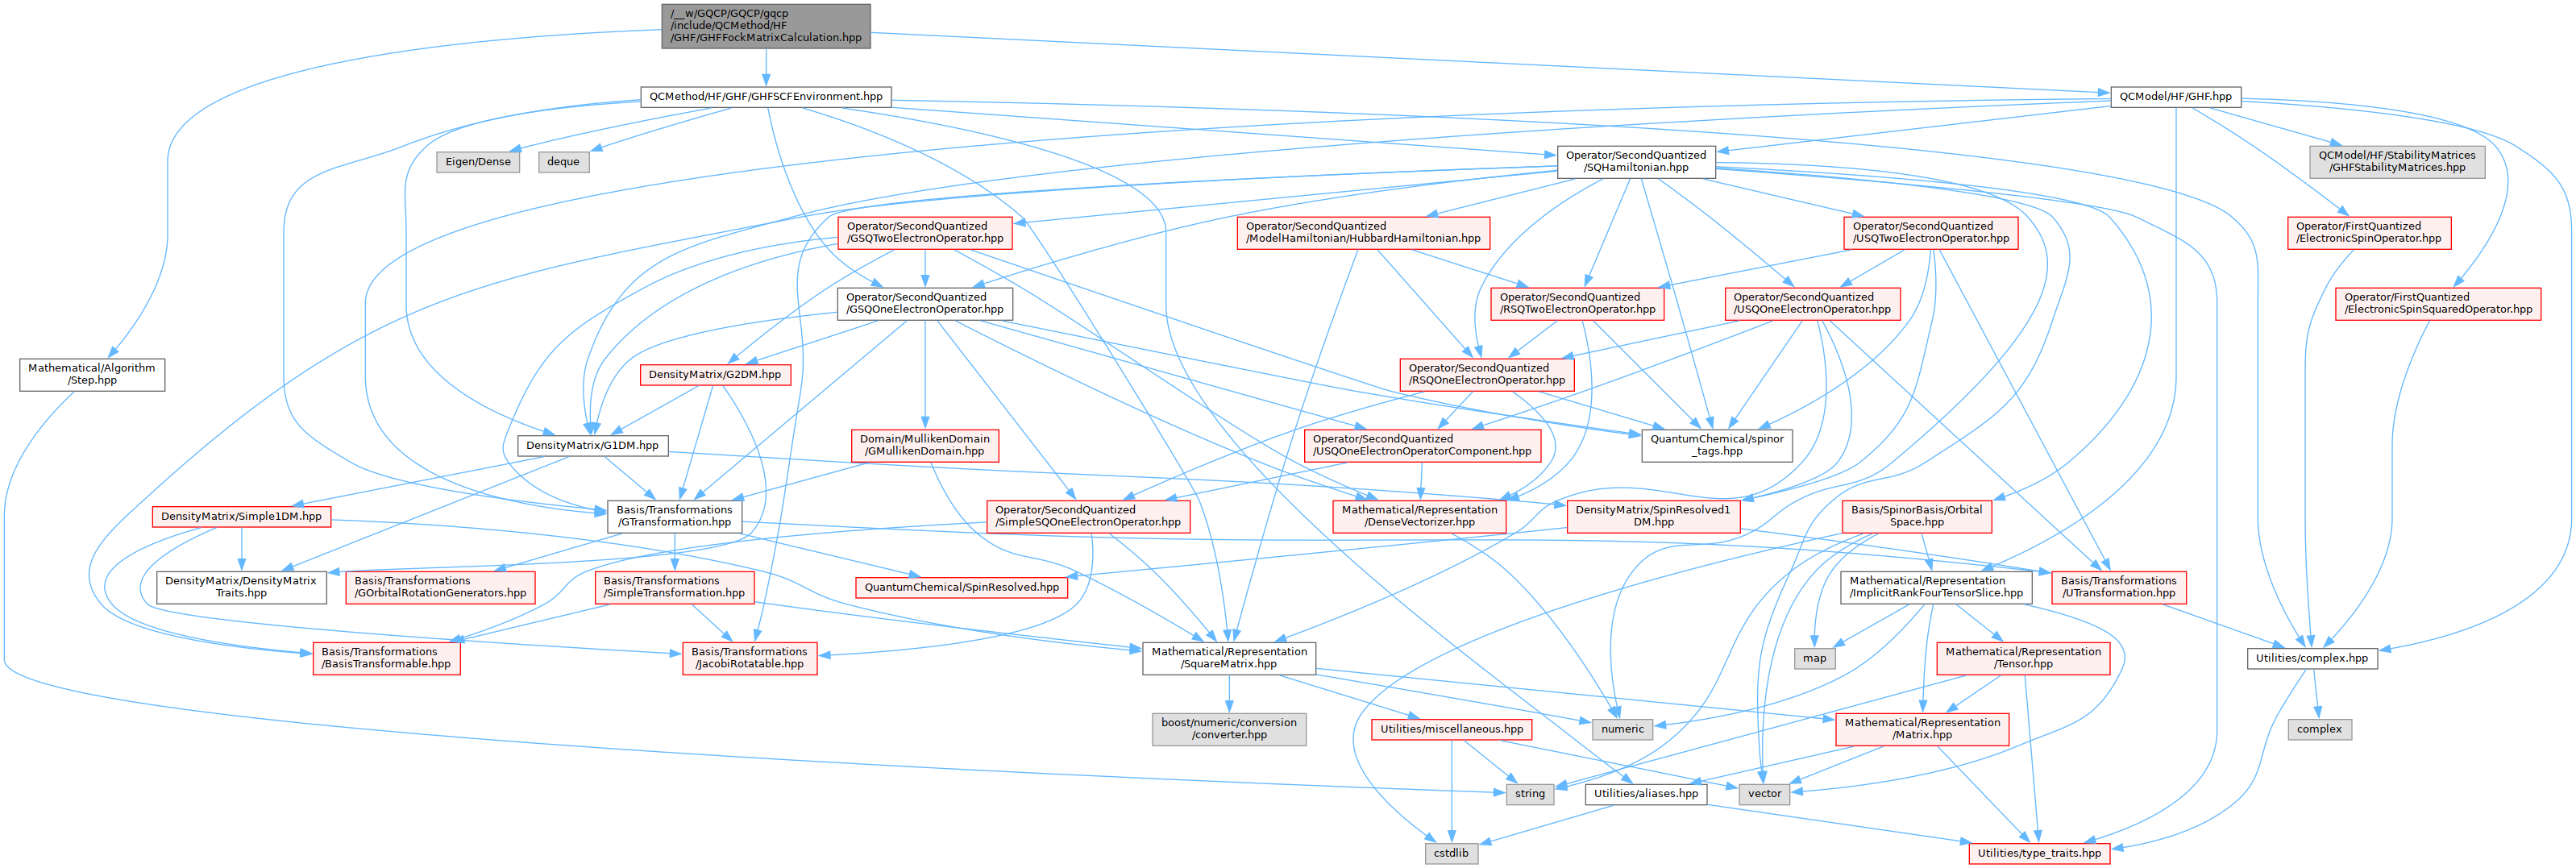 /__w/GQCP/GQCP/gqcp
/include/QCMethod/HF
/GHF/GHFFockMatrixCalculation.hpp
QCMethod/HF/GHF/GHFSCFEnvironment.hpp
QCModel/HF/GHF.hpp
Eigen/Dense
deque
Operator/SecondQuantized
/SQHamiltonian.hpp
QCModel/HF/StabilityMatrices
/GHFStabilityMatrices.hpp
Operator/SecondQuantized
/GSQTwoElectronOperator.hpp
Operator/SecondQuantized
/ModelHamiltonian/HubbardHamiltonian.hpp
Operator/SecondQuantized
/USQTwoElectronOperator.hpp
Operator/FirstQuantized
/ElectronicSpinOperator.hpp
Operator/SecondQuantized
/GSQOneElectronOperator.hpp
Operator/SecondQuantized
/RSQTwoElectronOperator.hpp
Operator/SecondQuantized
/USQOneElectronOperator.hpp
Operator/FirstQuantized
/ElectronicSpinSquaredOperator.hpp
Mathematical/Algorithm
/Step.hpp
DensityMatrix/G2DM.hpp
Operator/SecondQuantized
/RSQOneElectronOperator.hpp
DensityMatrix/G1DM.hpp
Domain/MullikenDomain
/GMullikenDomain.hpp
Operator/SecondQuantized
/USQOneElectronOperatorComponent.hpp
QuantumChemical/spinor
_tags.hpp
DensityMatrix/Simple1DM.hpp
Basis/Transformations
/GTransformation.hpp
Operator/SecondQuantized
/SimpleSQOneElectronOperator.hpp
Mathematical/Representation
/DenseVectorizer.hpp
DensityMatrix/SpinResolved1
DM.hpp
Basis/SpinorBasis/Orbital
Space.hpp
DensityMatrix/DensityMatrix
Traits.hpp
Basis/Transformations
/GOrbitalRotationGenerators.hpp
Basis/Transformations
/SimpleTransformation.hpp
QuantumChemical/SpinResolved.hpp
Mathematical/Representation
/ImplicitRankFourTensorSlice.hpp
Basis/Transformations
/UTransformation.hpp
Basis/Transformations
/BasisTransformable.hpp
Basis/Transformations
/JacobiRotatable.hpp
Mathematical/Representation
/SquareMatrix.hpp
map
Mathematical/Representation
/Tensor.hpp
Utilities/complex.hpp
boost/numeric/conversion
/converter.hpp
Utilities/miscellaneous.hpp
numeric
Mathematical/Representation
/Matrix.hpp
complex
string
Utilities/aliases.hpp
vector
cstdlib
Utilities/type_traits.hpp